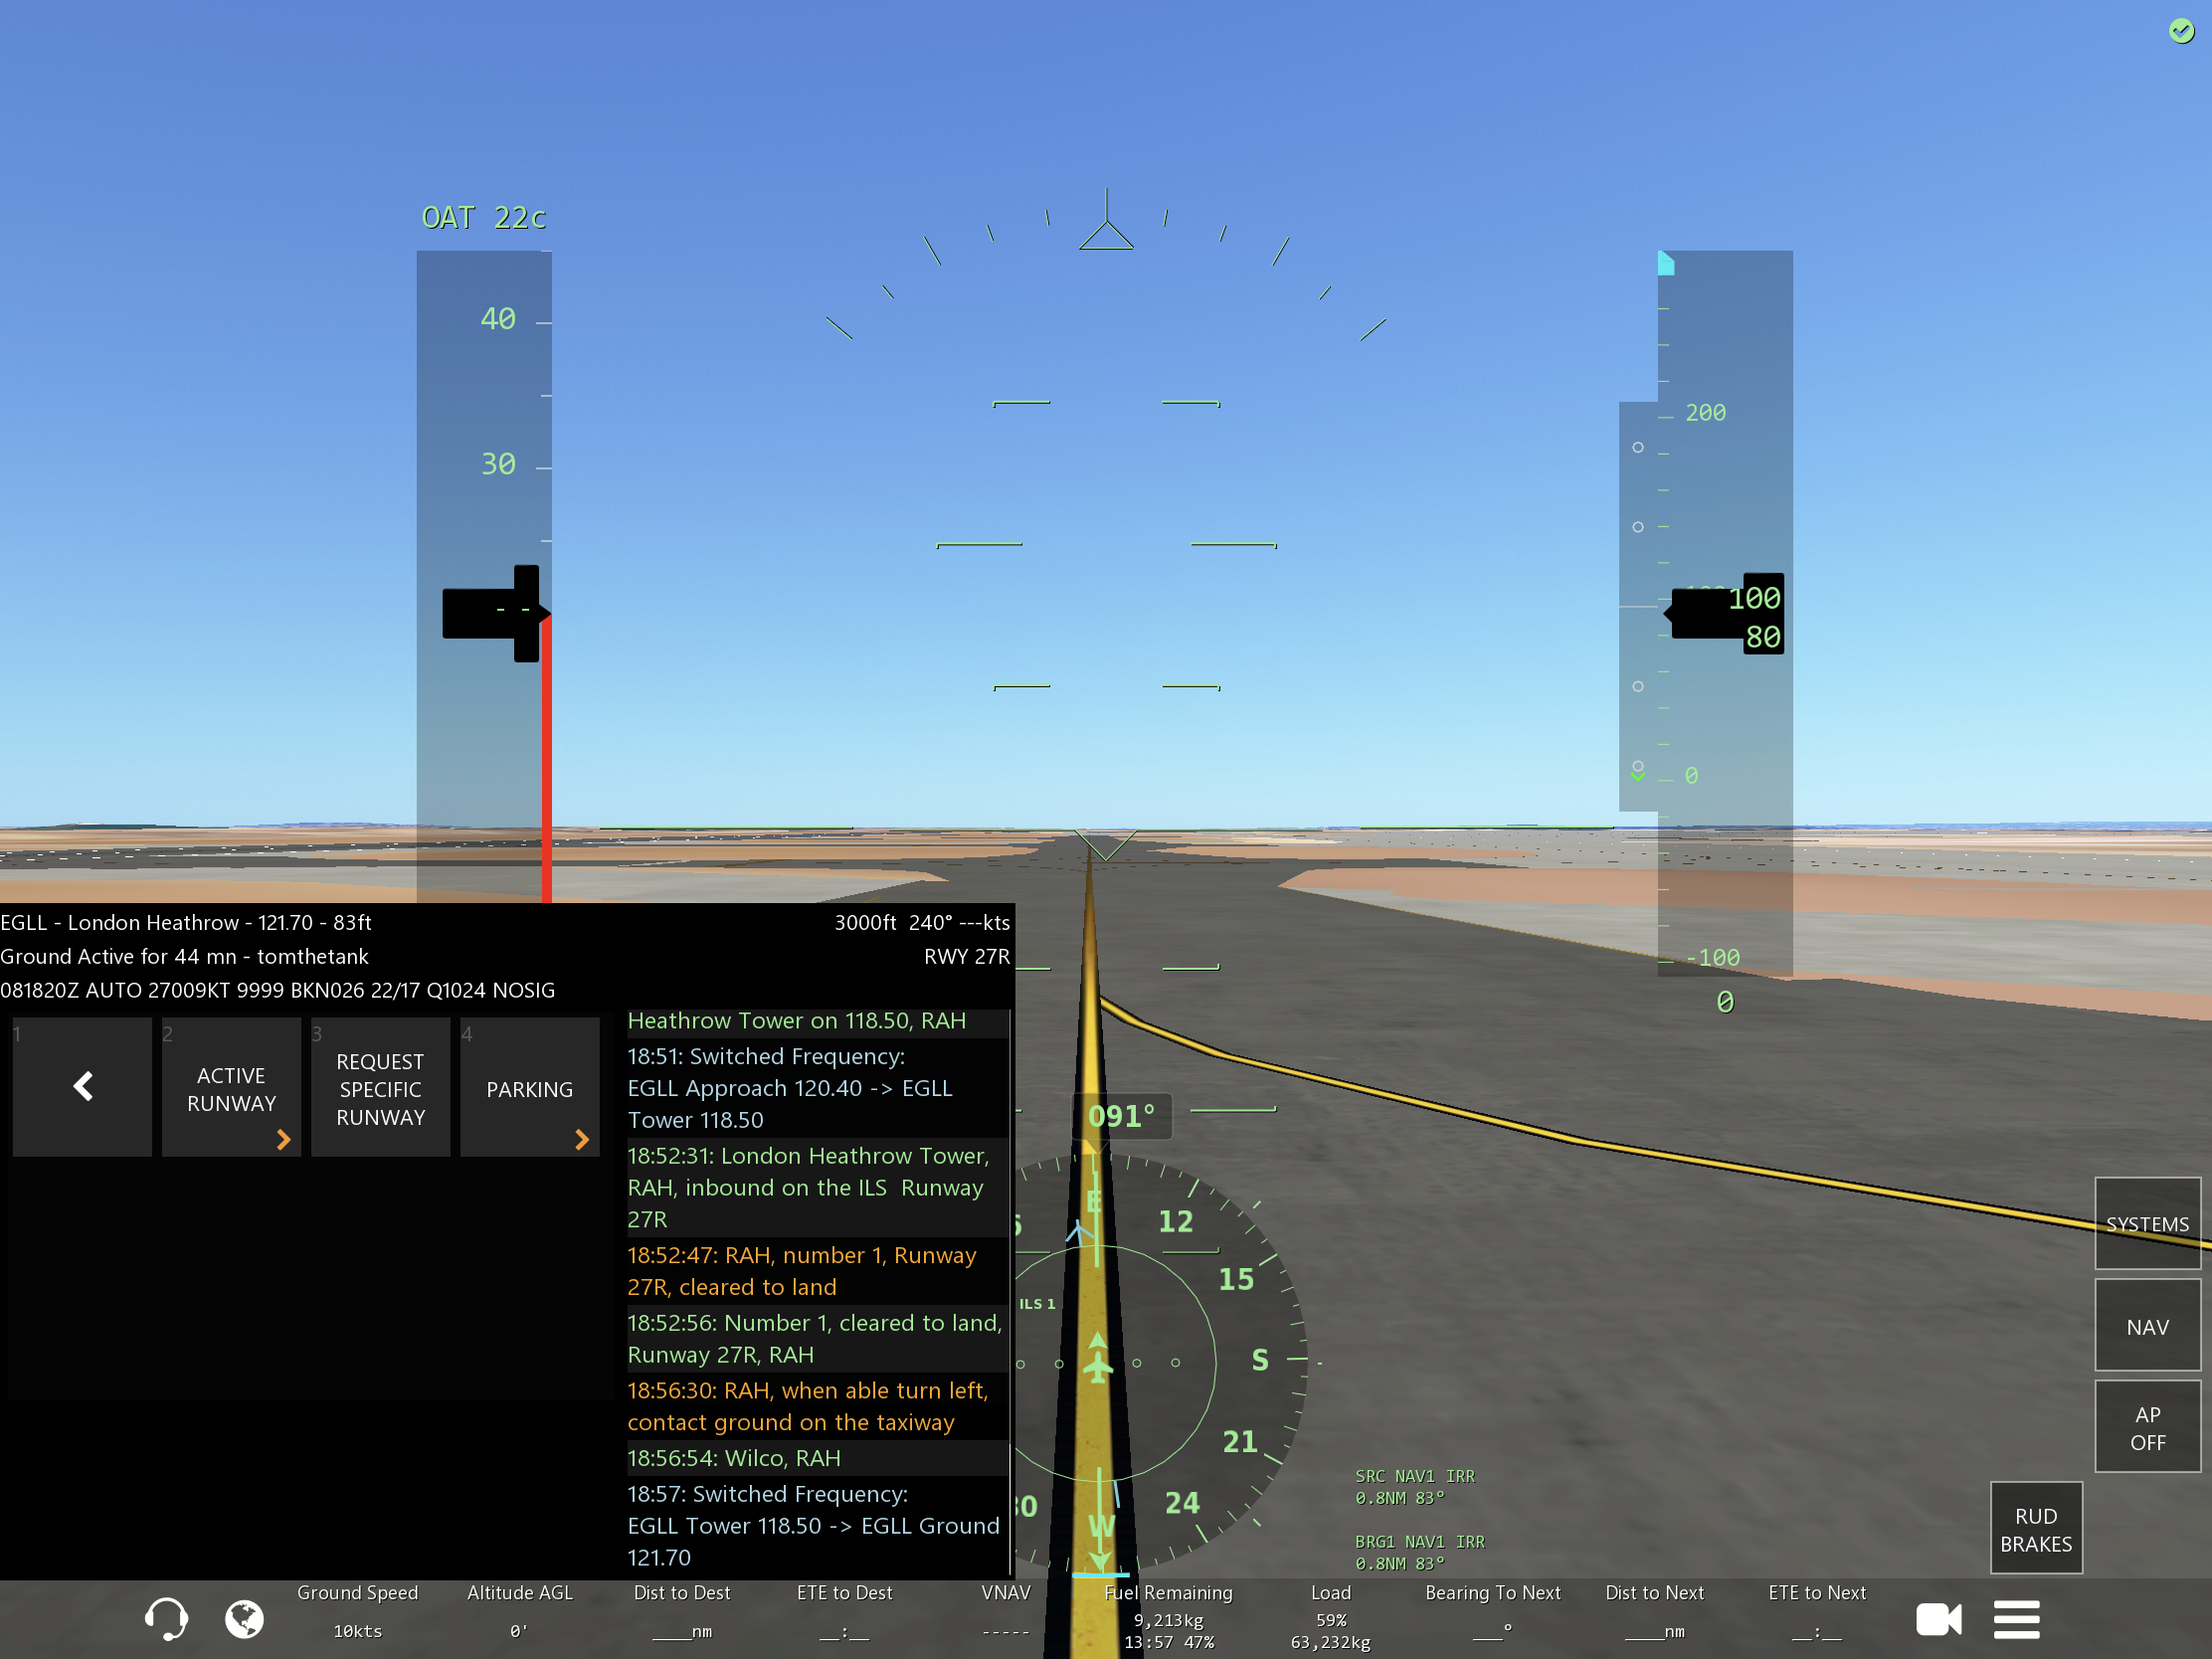 OAT 22c
40
30
- -
200
100
80
0
-100
0
EGLL - London Heathrow - 121.70 - 83ft
3000ft 240° ---kts
Ground Active for 44 mn - tomthetank
RWY 27R
081820Z AUTO 27009KT 9999 BKN026 22/17 Q1024 NOSIG
1
2
ACTIVE
RUNWAY
3
REQUEST
SPECIFIC
RUNWAY
4
PARKING
Heathrow Tower on 118.50, RAH
18:51: Switched Frequency:
EGLL Approach 120.40 -> EGLL
Tower 118.50
18:52:31: London Heathrow Tower,
RAH, inbound on the ILS Runway
27R
18:52:47: RAH, number 1, Runway
27R, cleared to land
18:52:56: Number 1, cleared to land,
Runway 27R, RAH
18:56:30: RAH, when able turn left,
contact ground on the taxiway
18:56:54: Wilco, RAH
18:57: Switched Frequency:
EGLL Tower 118.50 -> EGLL Ground
121.70
091°
E
12
15
ILS 1
S
21
24
W
SRC NAV1 IRR
0.8NM 83°
BRG1 NAV1 IRR
0.8NM 83°
SYSTEMS
NAV
AP
OFF
RUD
BRAKES
Ground Speed
10kts
Altitude AGL
0'
Dist to Dest
____nm
ETE to Dest
__:__
VNAV
-----
Fuel Remaining
9,213kg
13:57 47%
Load
59%
63,232kg
Bearing To Next
___°
Dist to Next
____nm
ETE to Next
__:__